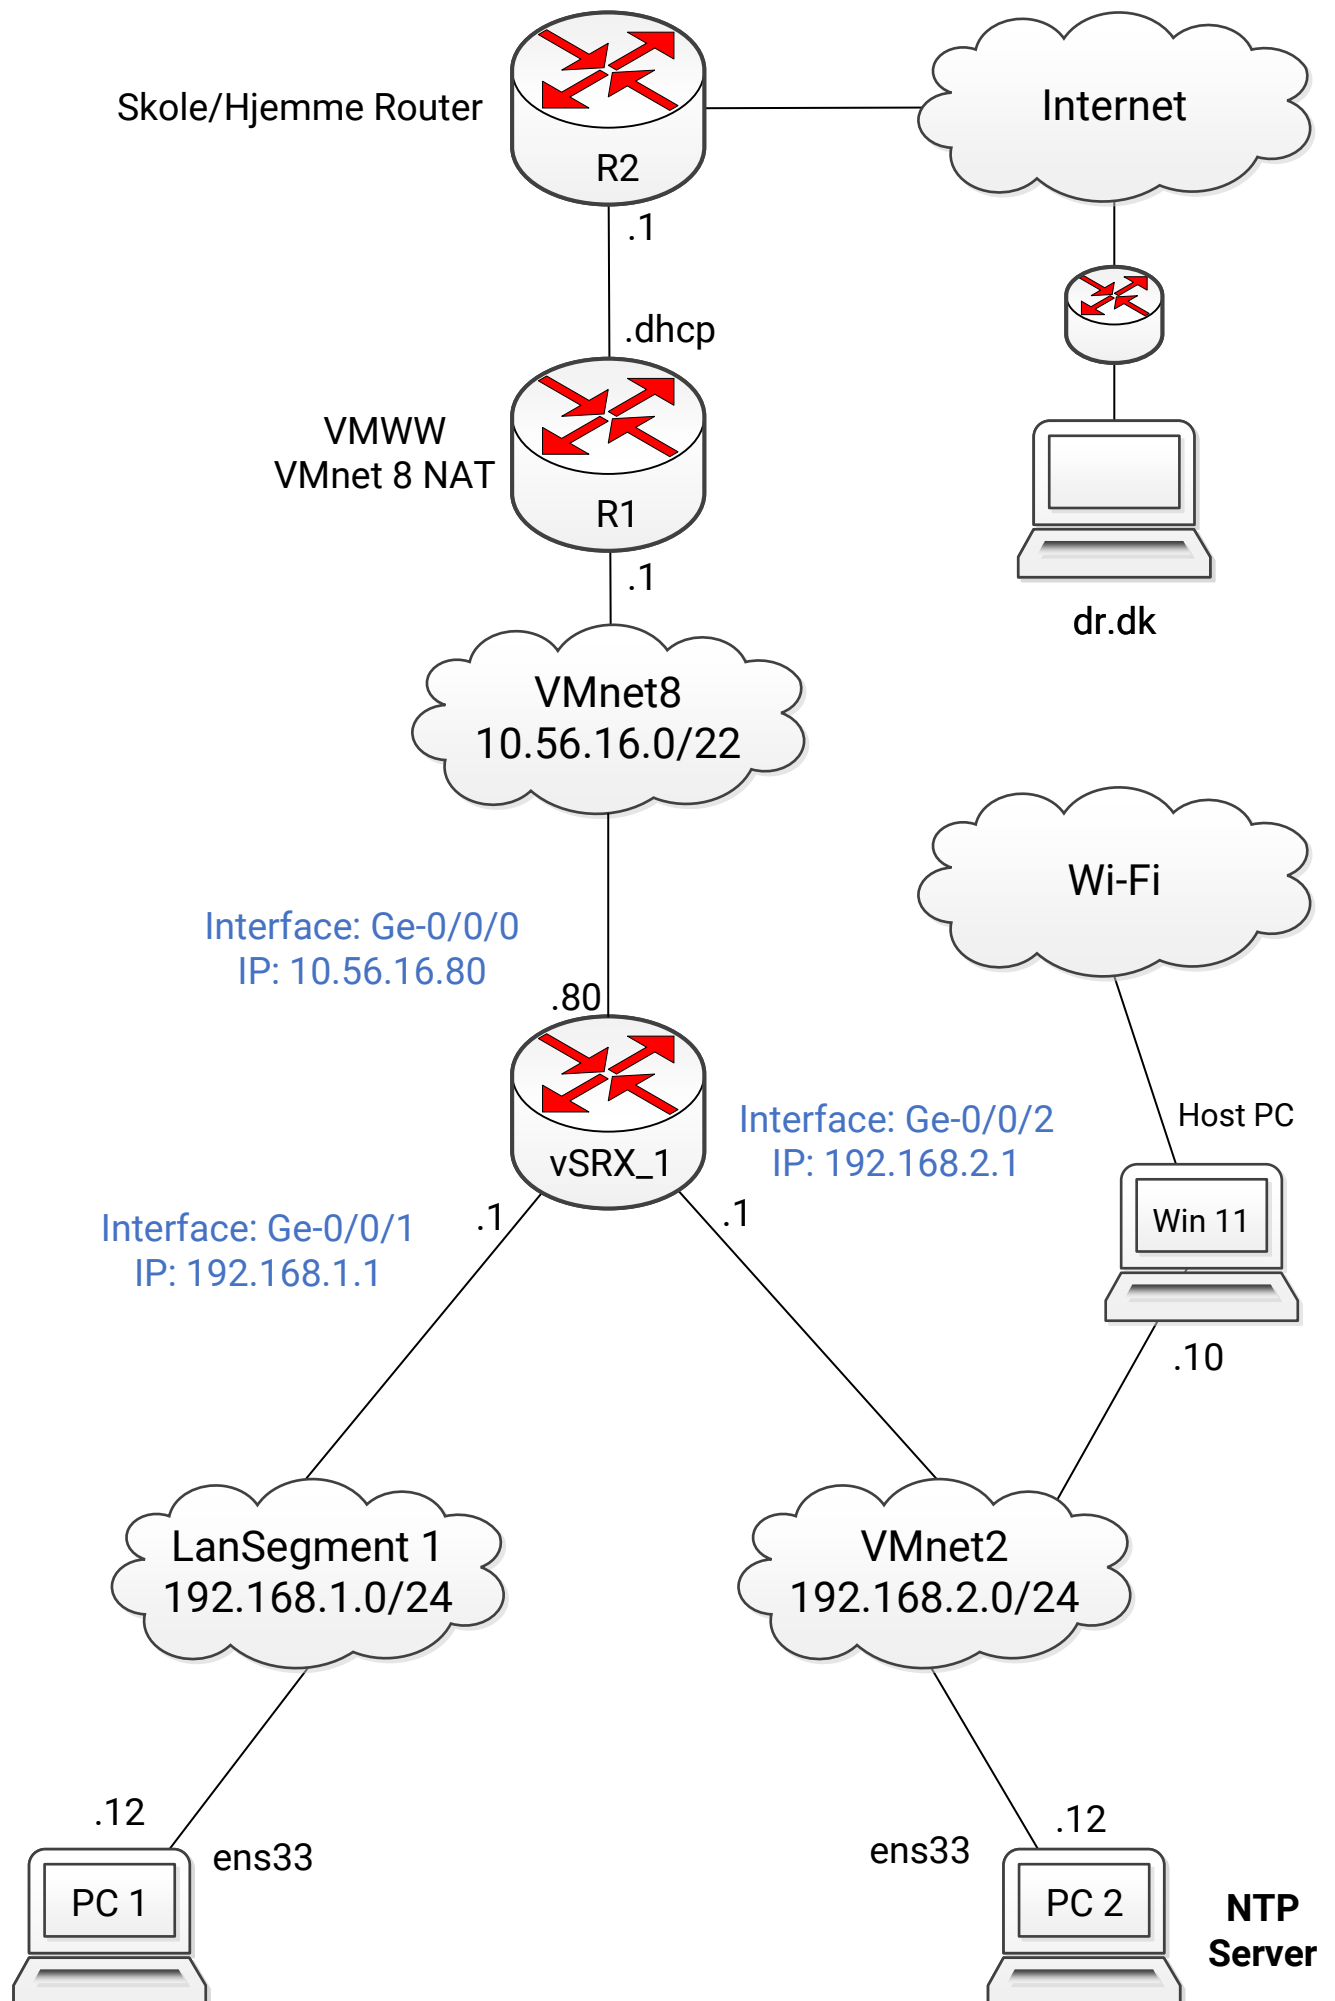 Skole/Hjemme Router
R2
Internet
.1
.dhcp
VMWW
VMnet 8 NAT
R1
.1
dr.dk
VMnet8
10.56.16.0/22
Wi-Fi
Interface: Ge-0/0/0
IP: 10.56.16.80
.80
vSRX_1
Interface: Ge-0/0/2
IP: 192.168.2.1
Host PC
Win 11
.10
Interface: Ge-0/0/1
IP: 192.168.1.1
.1
.1
LanSegment 1
192.168.1.0/24
VMnet2
192.168.2.0/24
.12
ens33
PC 1
ens33
.12
PC 2
NTP
Server